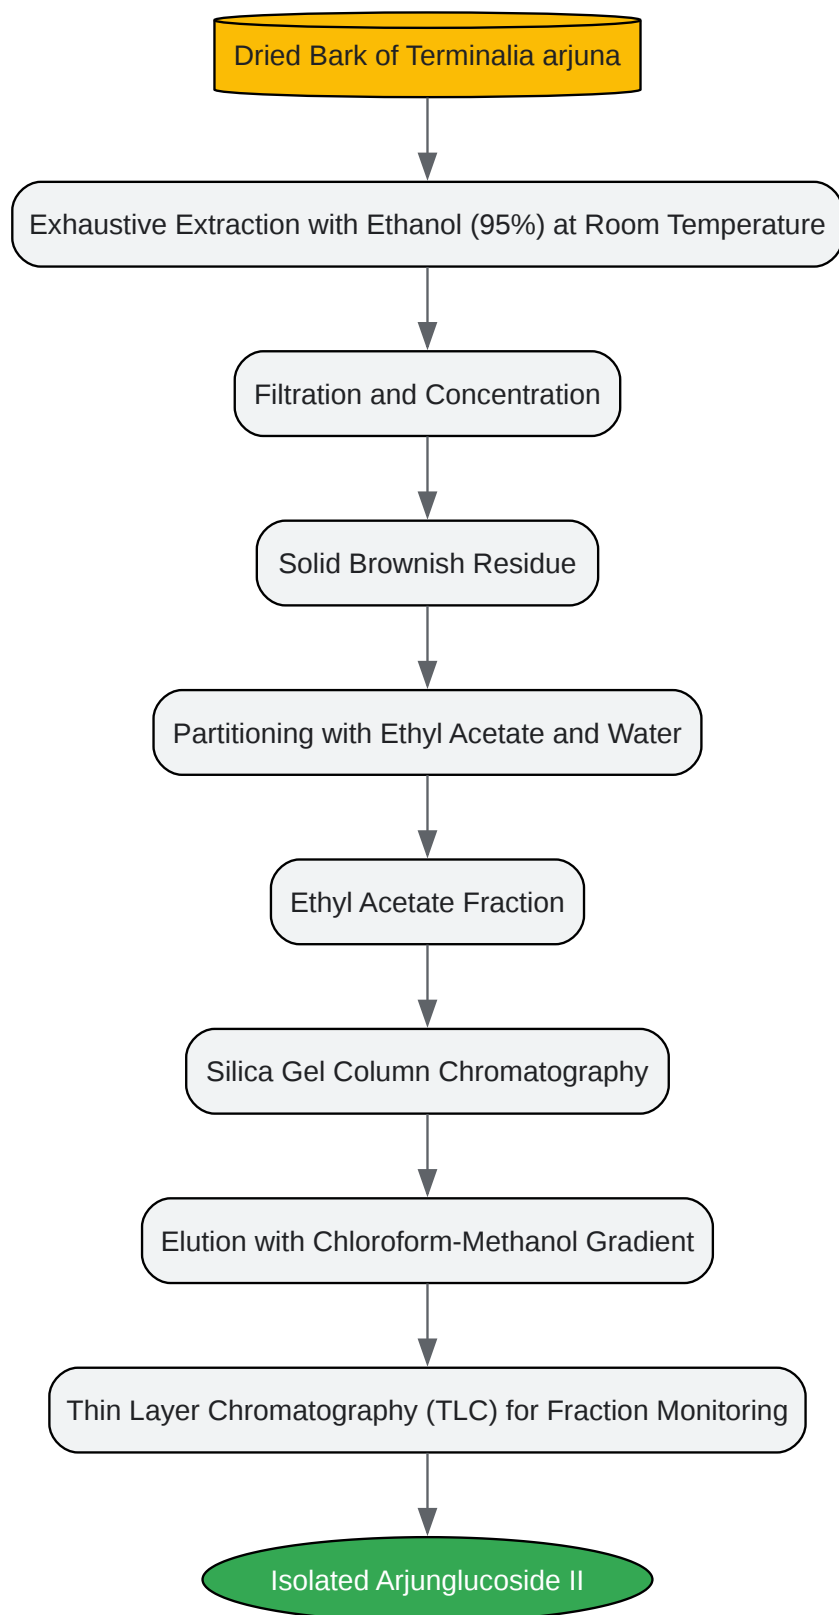 Dried Bark of Terminalia arjuna
Exhaustive Extraction with Ethanol (95%) at Room Temperature
Filtration and Concentration
Solid Brownish Residue
Partitioning with Ethyl Acetate and Water
Ethyl Acetate Fraction
Silica Gel Column Chromatography
Elution with Chloroform-Methanol Gradient
Thin Layer Chromatography (TLC) for Fraction Monitoring
Isolated Arjunglucoside II